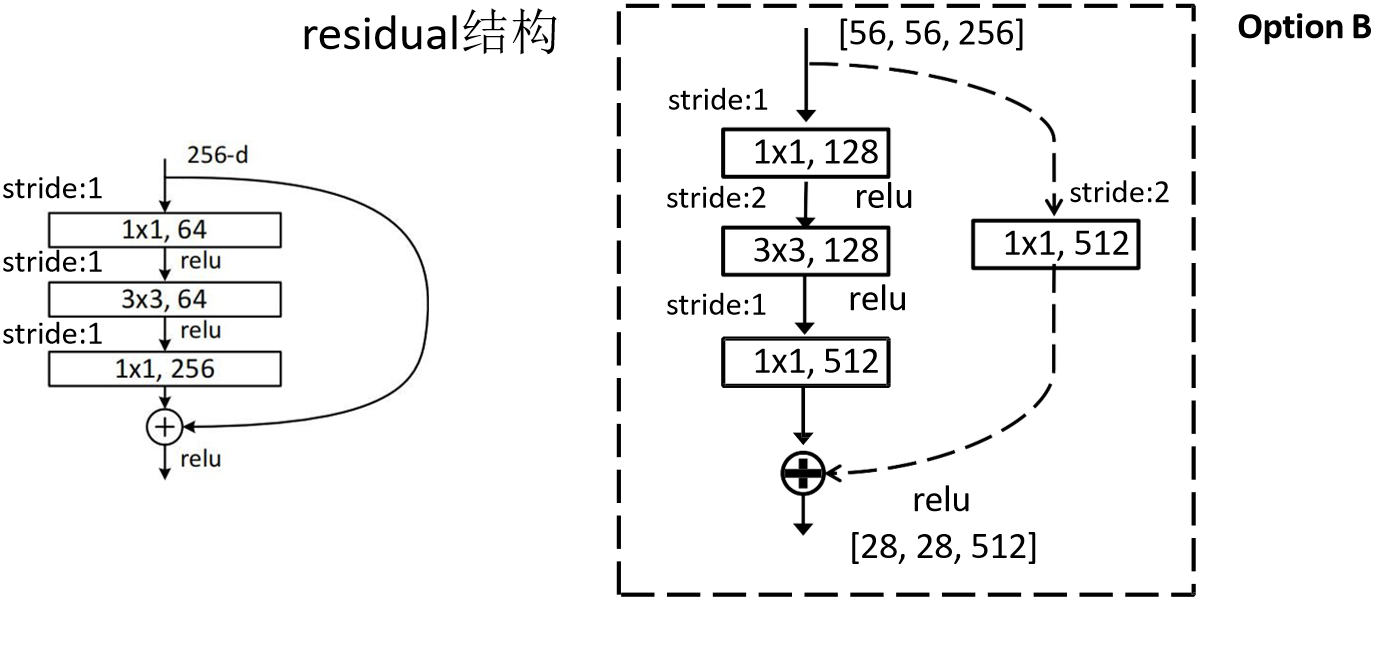 residual结构
256-d
stride:1
1x1, 64
stride:1
relu
3x3, 64
stride:1
relu
1x1, 256
relu
Option B
[56, 56, 256]
stride:1
1x1, 128
stride:2
relu
3x3, 128
stride:1
relu
1x1, 512
stride:2
1x1, 512
relu
[28, 28, 512]